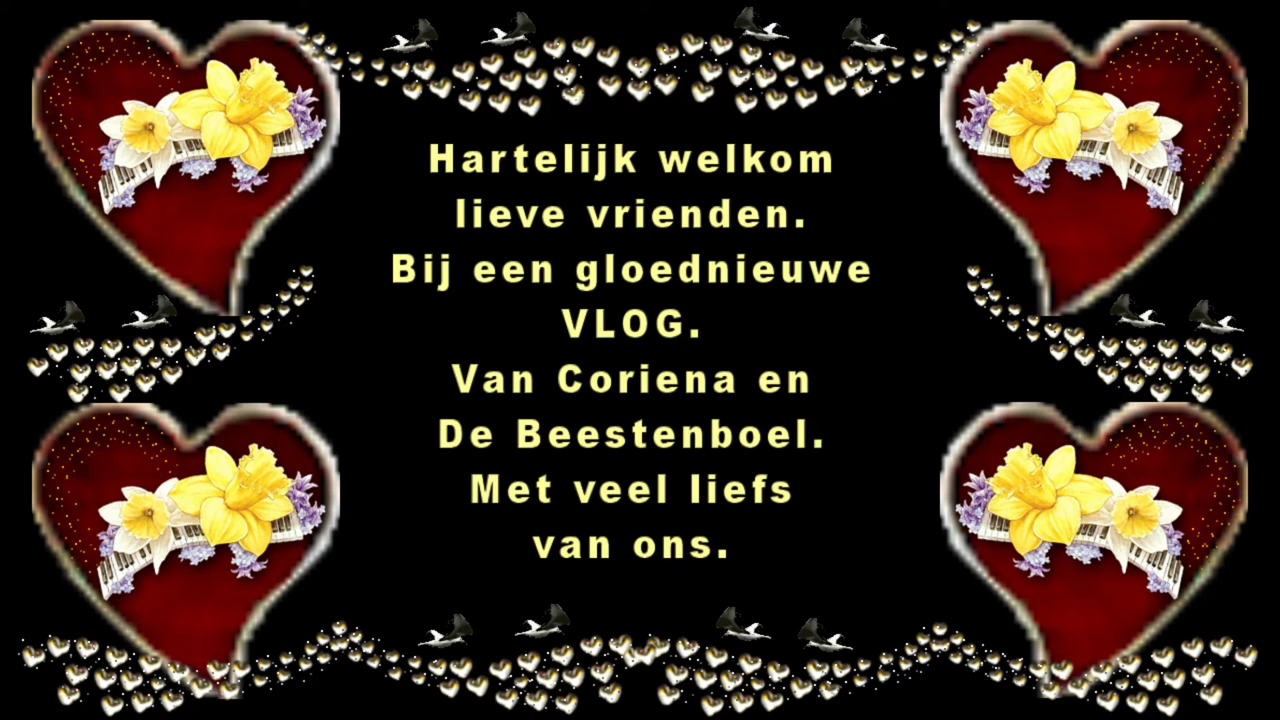 Hartelijk welkom
lieve vrienden.
Bij een gloednieuwe
VLOG.
Van Coriena en
De Beestenboel.
Met veel liefs
van ons.